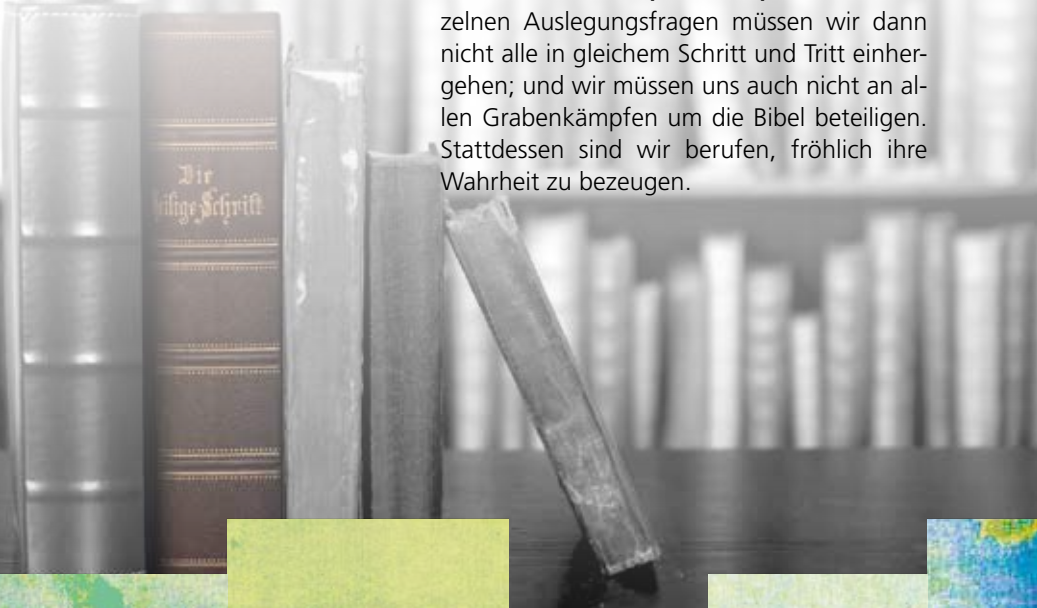 zelnen Auslegungsfragen müssen wir dann
nicht alle in gleichem Schritt und Tritt einher-
gehen; und wir müssen uns auch nicht an al-
len Grabenkämpfen um die Bibel beteiligen.
Stattdessen sind wir berufen, fröhlich ihre
Wahrheit zu bezeugen.
Die
Heilige Schrift